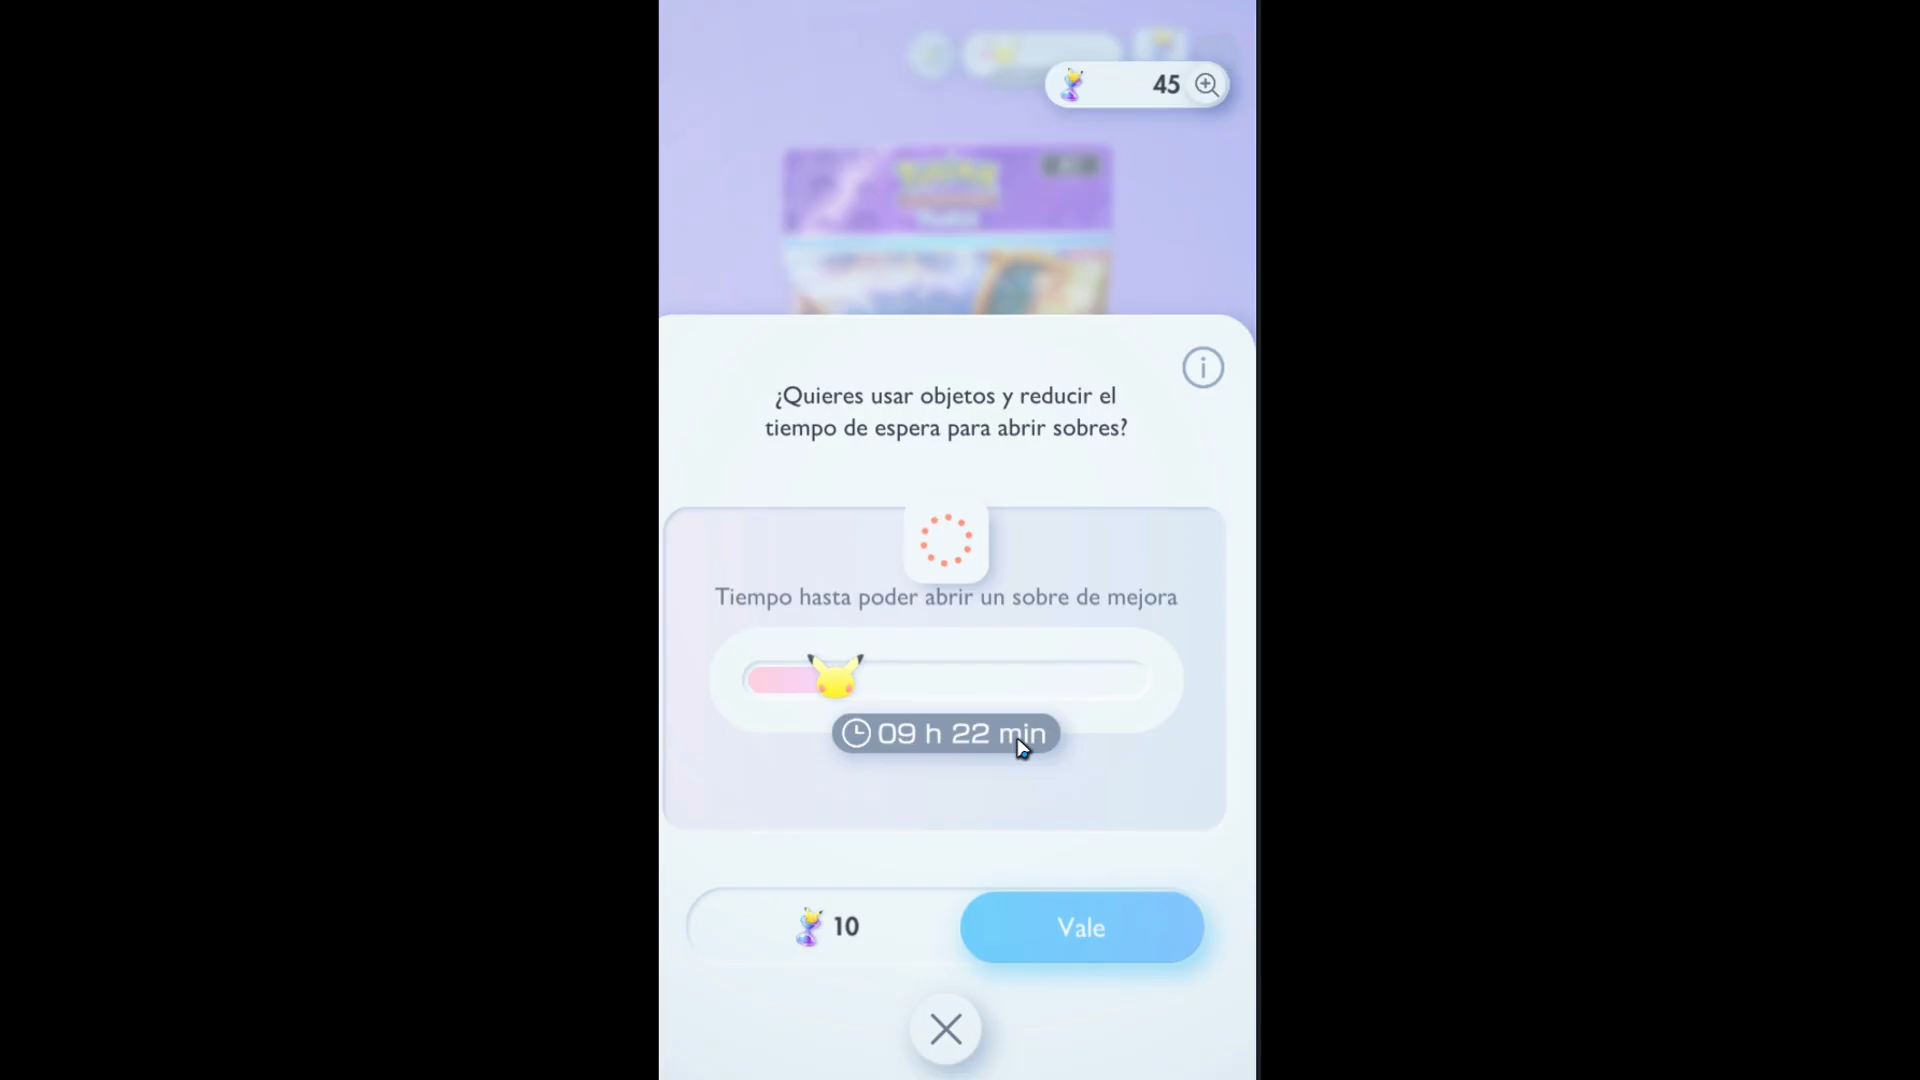 45
¿Quieres usar objetos y reducir el
tiempo de espera para abrir sobres?
Tiempo hasta poder abrir un sobre de mejora
09 h 22 min
10
Vale